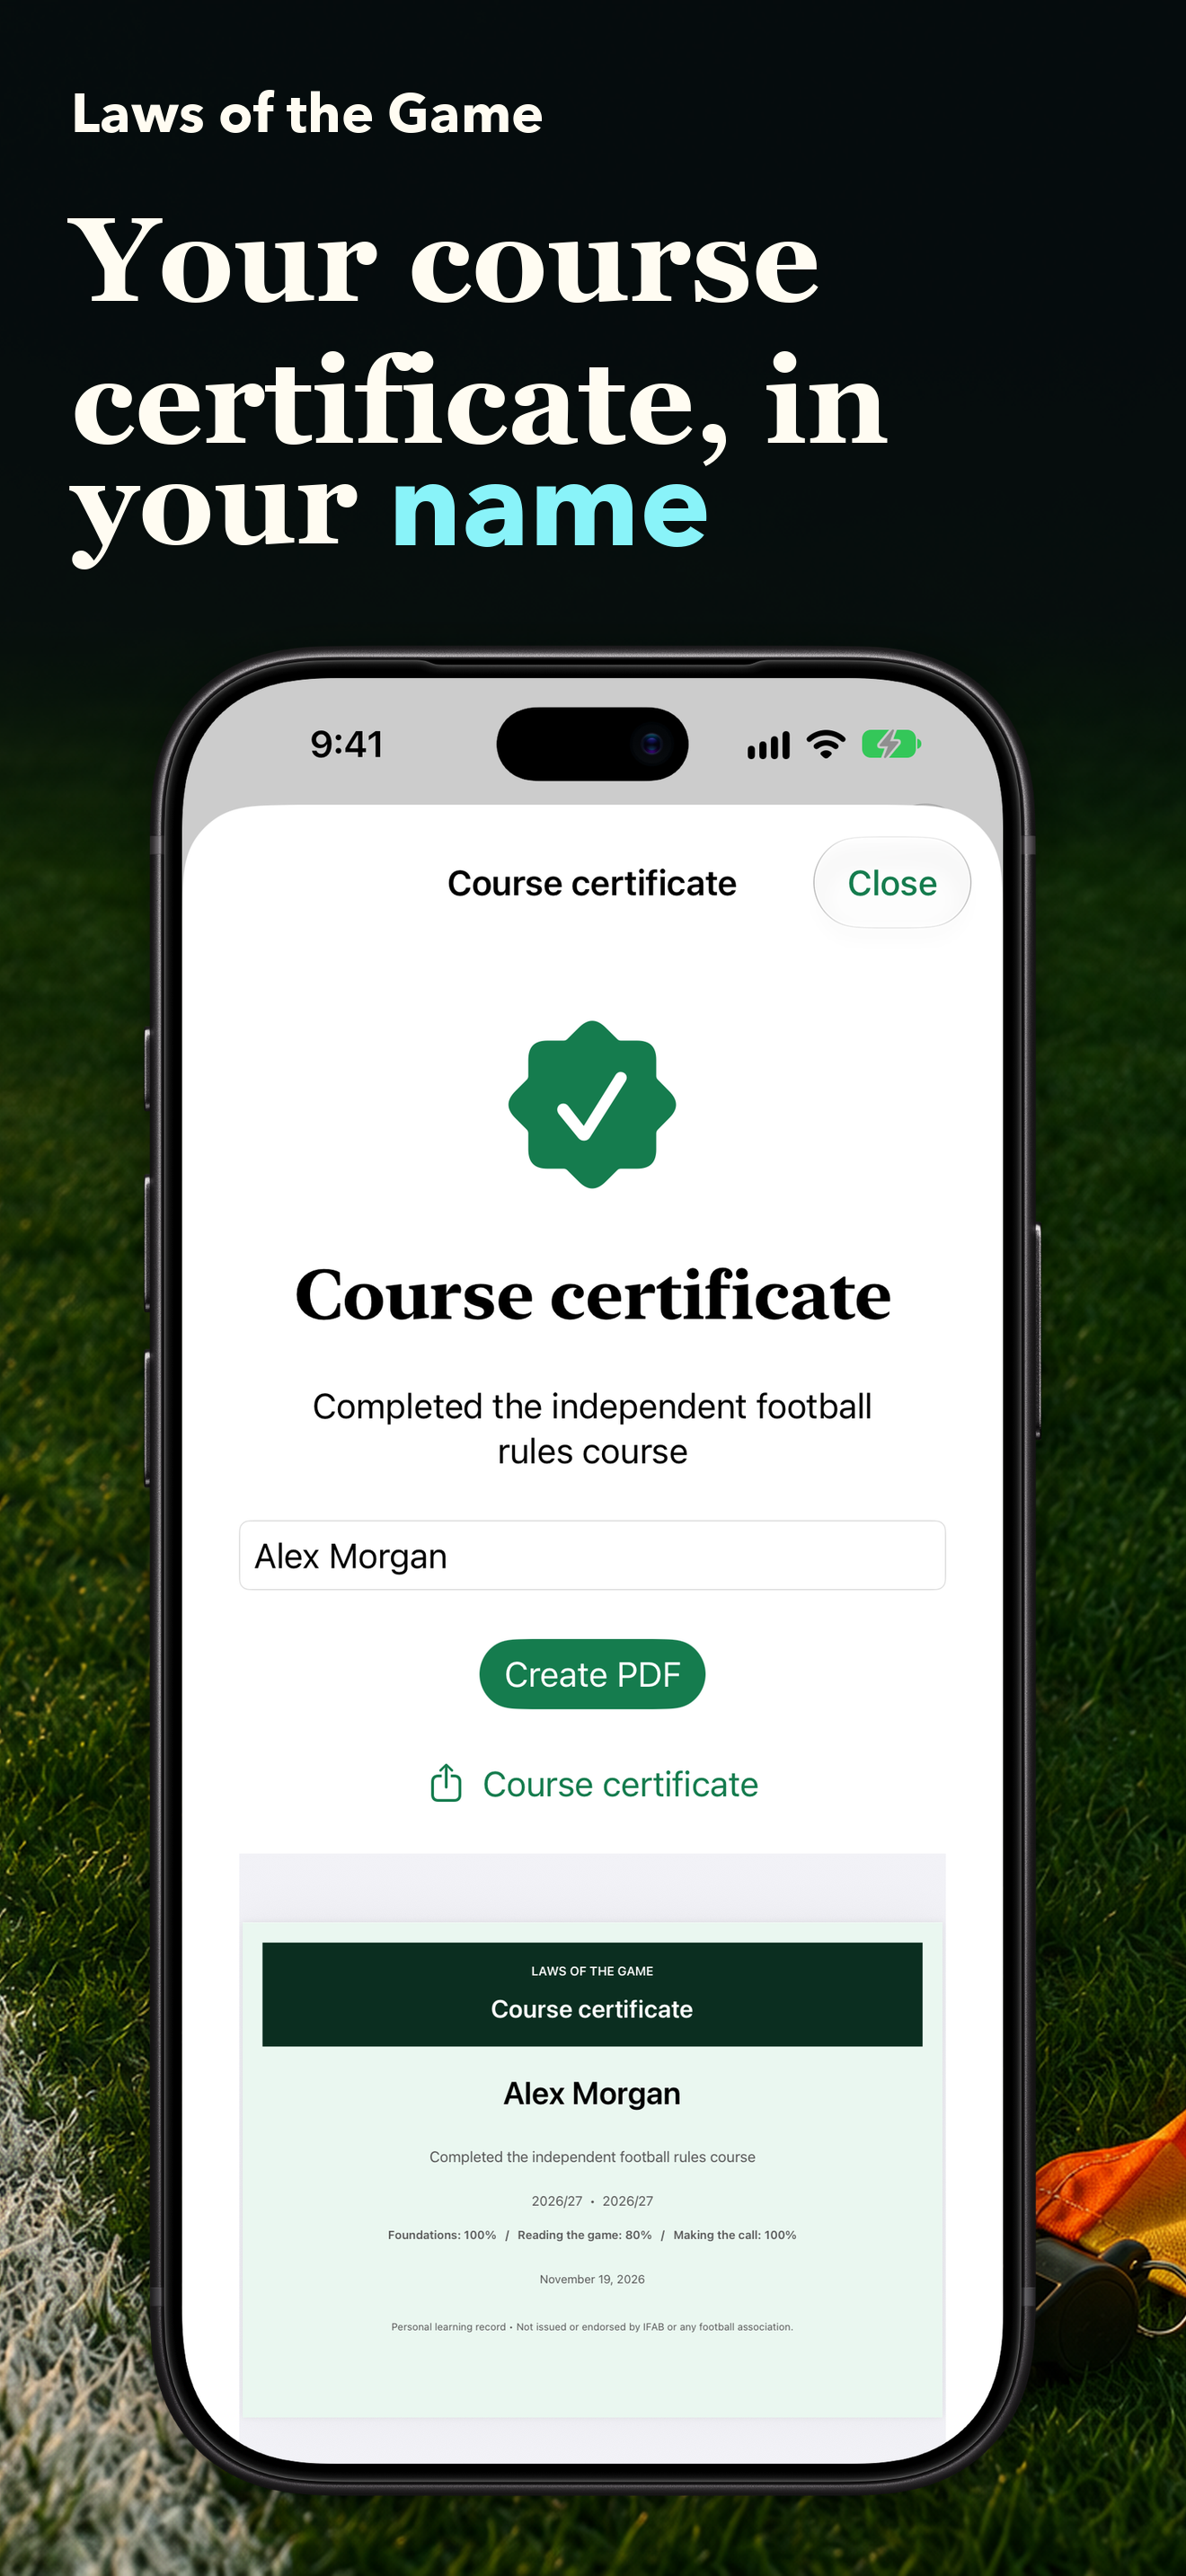 Laws of the Game
Your course
certificate, in
your name
9:41
Course certificate
Close
Course certificate
Completed the independent football
rules course
Alex Morgan
Create PDF
Course certificate
LAWS OF THE GAME
Course certificate
Alex Morgan
Completed the independent football rules course
2026/27 • 2026/27
Foundations: 100% / Reading the game: 80% / Making the call: 100%
November 19, 2026
Personal learning record • Not issued or endorsed by IFAB or any football association.